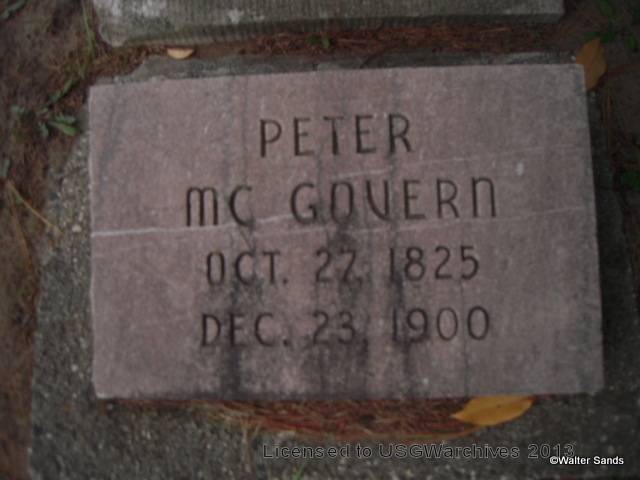 PETER
MC GOVERN
OCT. 27, 1825
DEC. 23, 1900
Licensed to USGWarchives 2013
©Walter Sands